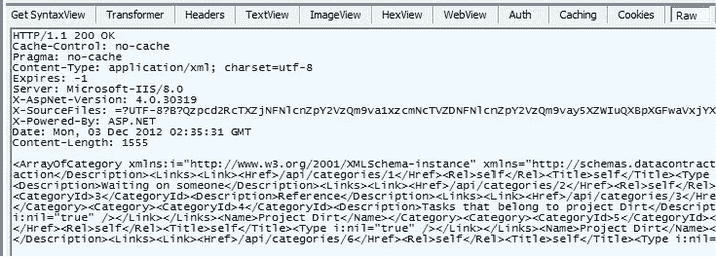 Get SyntaxView Transformer Headers TextView ImageView HexView WebView Auth Caching Cookies Raw
HTTP/1.1 200 OK
Cache-Control: no-cache
Pragma: no-cache
Content-Type: application/xml; charset=utf-8
Expires: -1
Server: Microsoft-IIS/8.0
X-AspNet-Version: 4.0.30319
X-SourceFiles:
X-Powered-By: ASP.NET
Date: Mon, 03 Dec 2012 02:35:31 GMT
Content-Length: 1555
<ArrayOfCategory xmlns:i="http://www.w3.org/2001/XMLSchema-instance" xmlns="http://schemas.datacontract
action</Description><Links><Link><Href>/api/categories/1</Href><Rel>self</Rel><Title>self</Title><Type
<Description>Waiting on someone</Description><Links><Link><Href>/api/categories/2</Href><Rel>self</Rel>
<CategoryId>3</CategoryId><Description>Reference</Description><Links><Link><Href>/api/categories/3</Hre
</Category><Category><CategoryId>4</CategoryId><Description>Tasks that belong to project Dirt</Descript
i:nil="true" /></Link></Links><Name>Project Dirt</Name></Category><Category><CategoryId>5</CategoryId><
</Href><Rel>self</Rel><Title>self</Title><Type i:nil="true" /></Link></Links><Name>Project Dirt</Name><
</Description><Links><Link><Href>/api/categories/6</Href><Rel>self</Rel><Title>self</Title><Type i:nil=